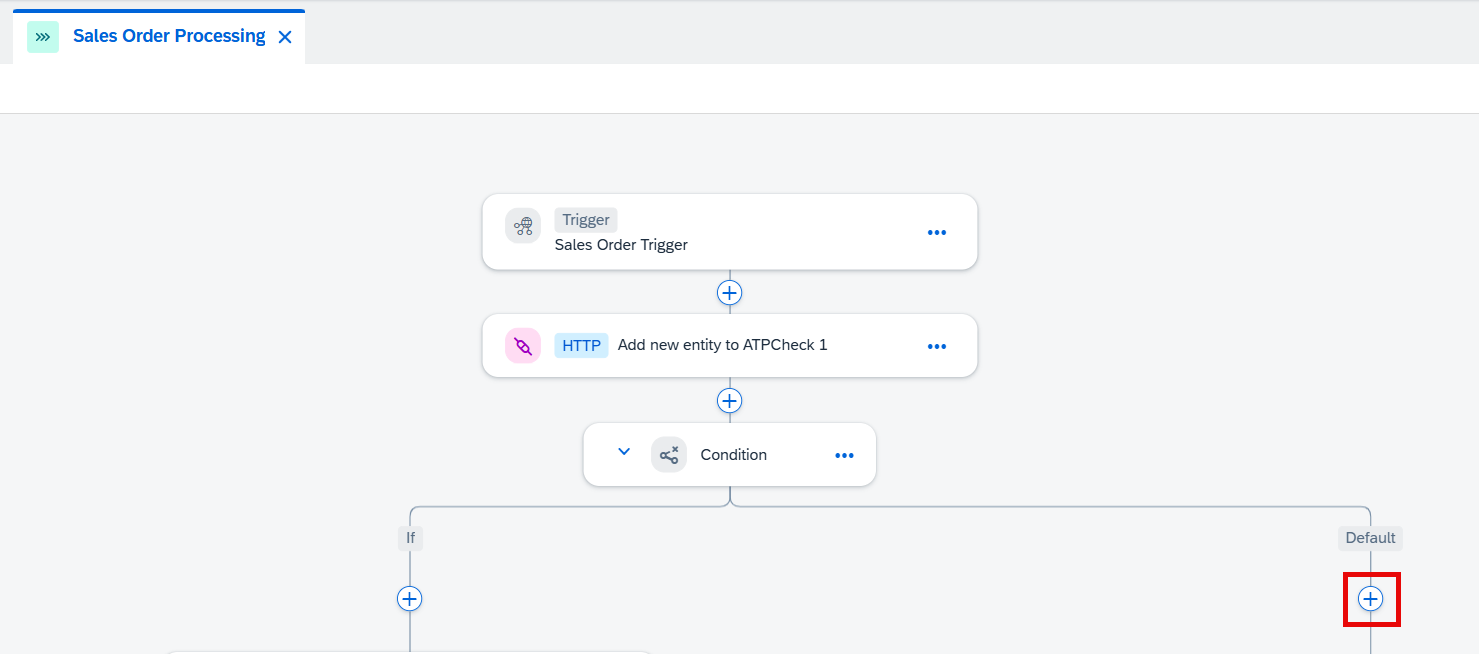 Sales Order Processing
Trigger
Sales Order Trigger
HTTP Add new entity to ATPCheck 1
Condition
If
Default